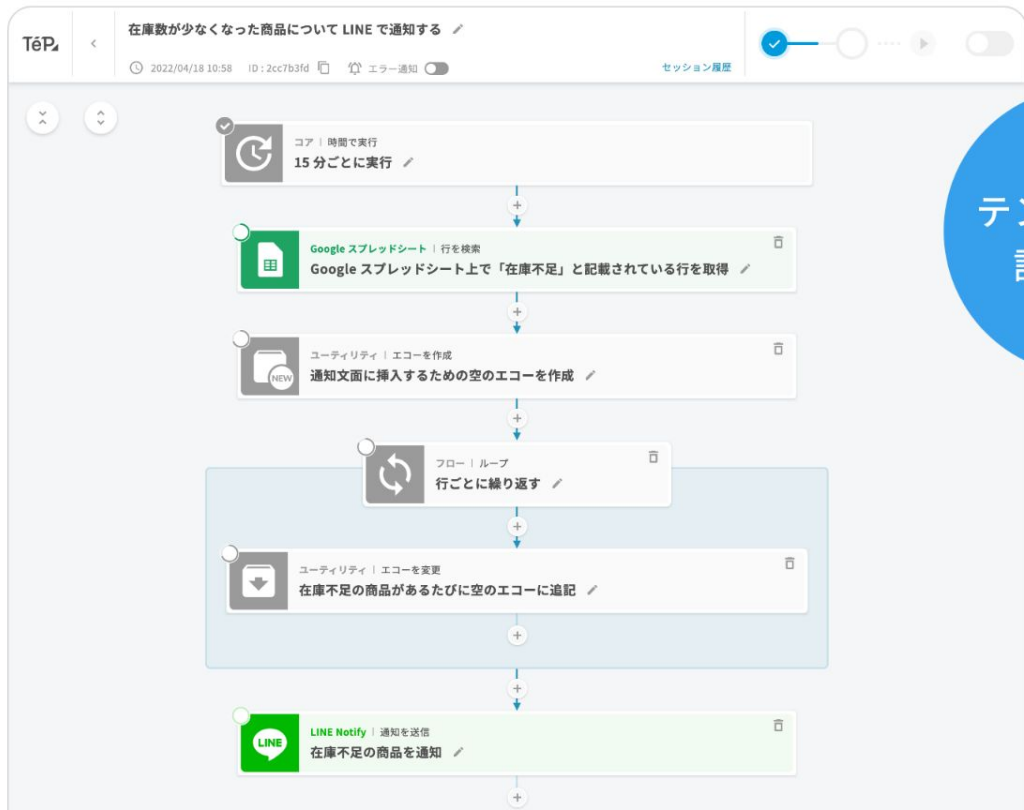 TéP
在庫数が少なくなった商品について LINE で通知する
2022/04/18 10:58 ID : 2cc7b3fd エラー通知
セッション履歴
コア | 時間で実行
15 分ごとに実行
Google スプレッドシート | 行を検索
Google スプレッドシート上で「在庫不足」と記載されている行を取得
ユーティリティ | エコーを作成
NEW
通知文面に挿入するための空のエコーを作成
フロー | ループ
行ごとに繰り返す
ユーティリティ | エコーを変更
在庫不足の商品があるたびに空のエコーに追記
LINE Notify | 通知を送信
LINE
在庫不足の商品を通知